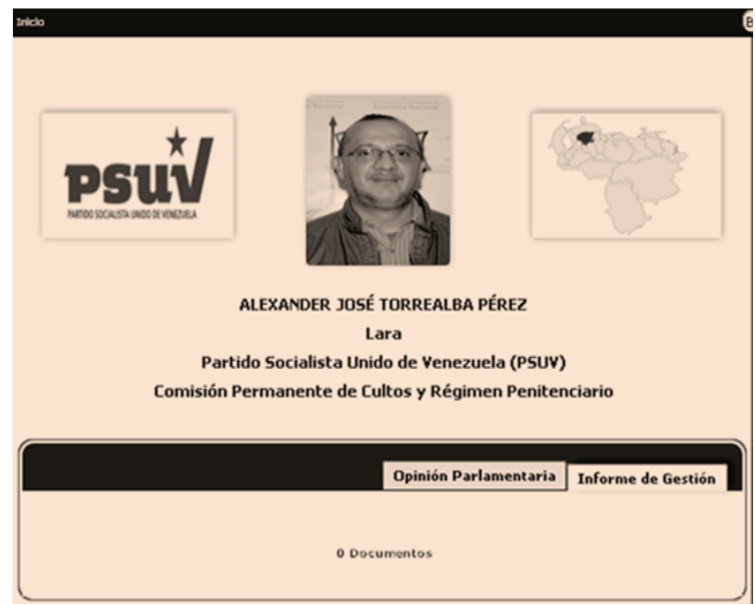 Inicio
PSUV
PARTIDO SOCIALISTA UNIDO DE VENEZUELA
ALEXANDER JOSÉ TORREALBA PÉREZ
Lara
Partido Socialista Unido de Venezuela (PSUV)
Comisión Permanente de Cultos y Régimen Penitenciario
Opinión Parlamentaria
Informe de Gestión
0 Documentos